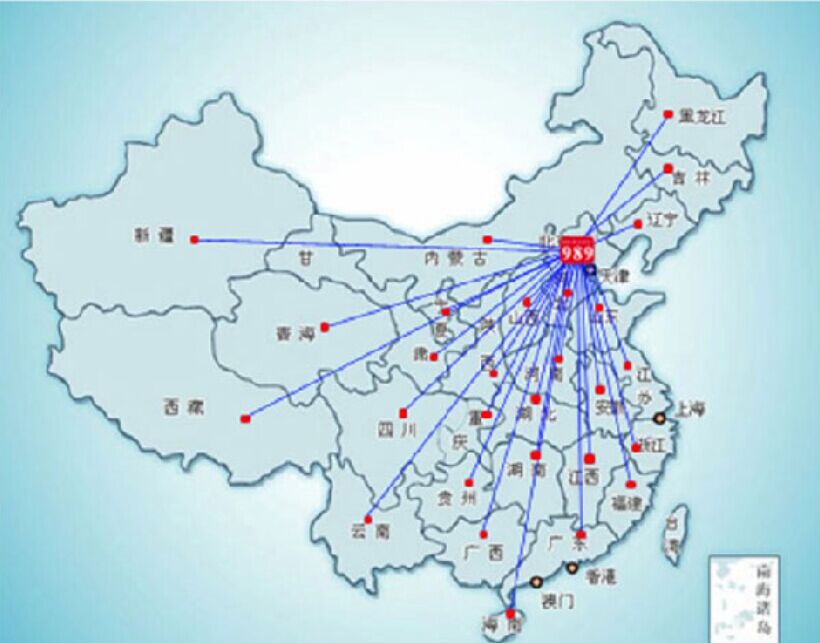 黑龙江
吉林
辽宁
新疆
北
989
甘
内蒙古
天津
宁
夏
陕
山西
山东
青海
肃
西
河南
江
苏
西藏
四川
重
庆
湖北
安徽
上海
浙江
湖南
江西
贵州
福建
云南
广西
广东
台
湾
香港
澳门
海南
南
海
诸
岛